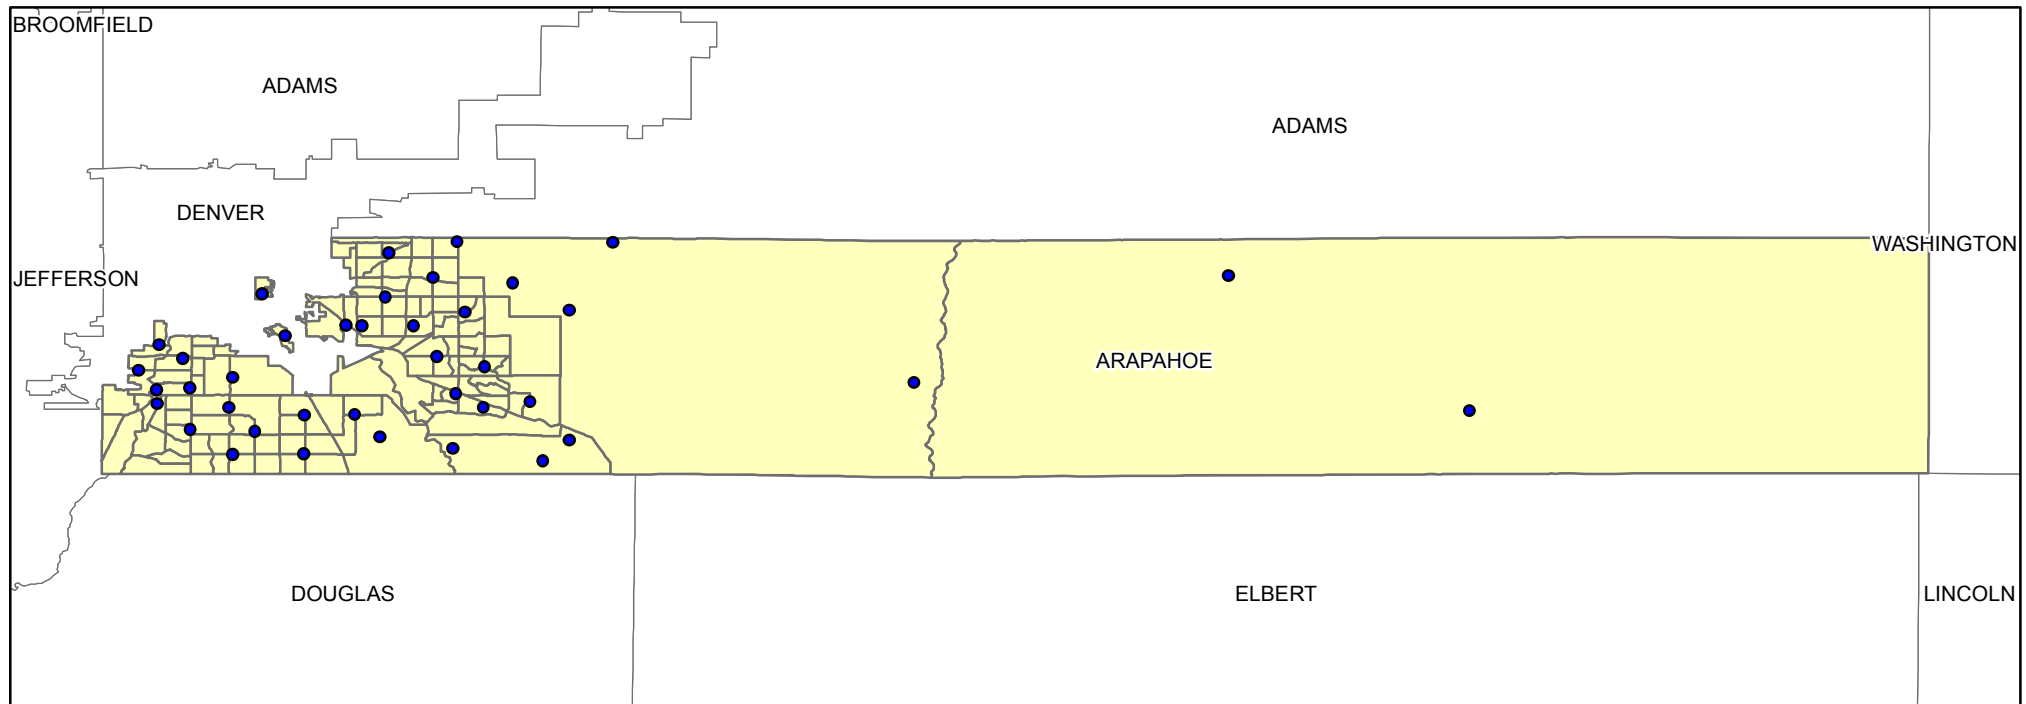 BROOMFIELD
ADAMS
ADAMS
DENVER
WASHINGTON
JEFFERSON
ARAPAHOE
DOUGLAS
ELBERT
LINCOLN